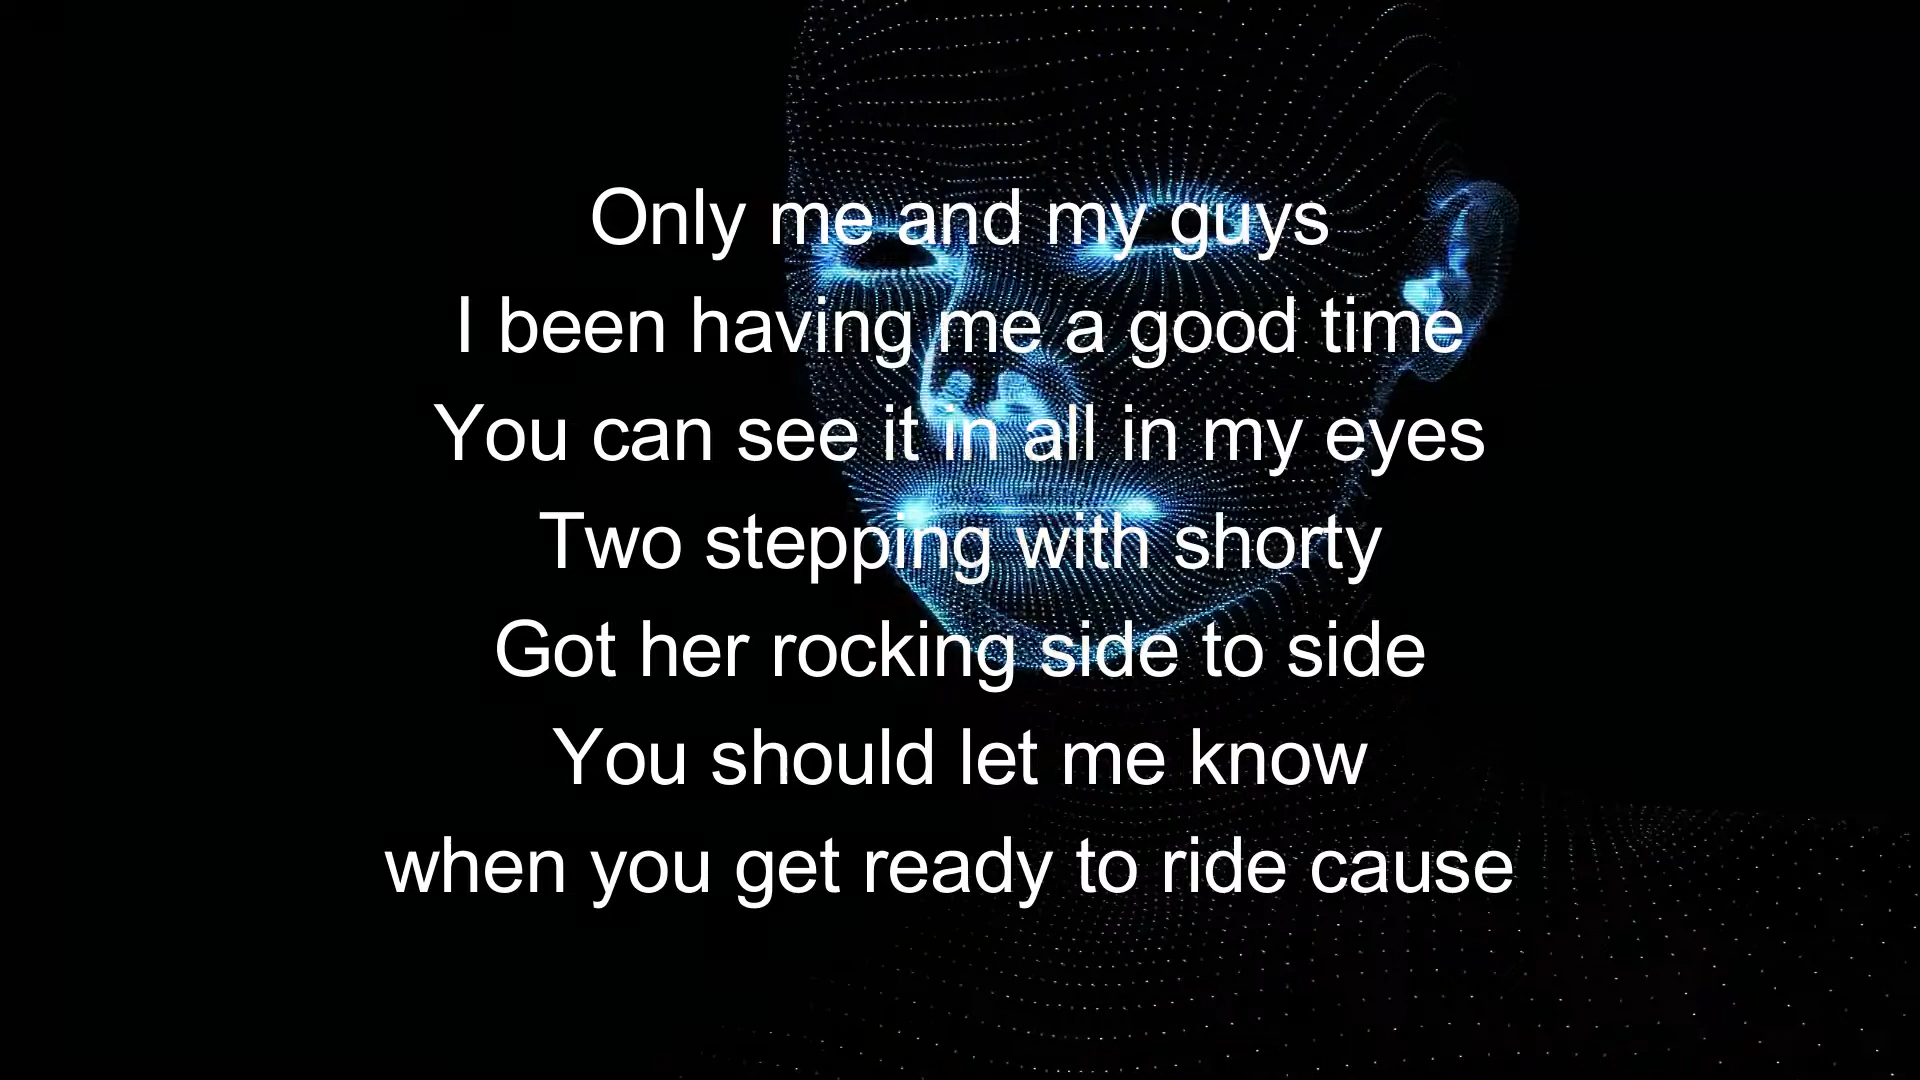 Only me and my guys
I been having me a good time
You can see it in all in my eyes
Two stepping with shorty
Got her rocking side to side
You should let me know
when you get ready to ride cause